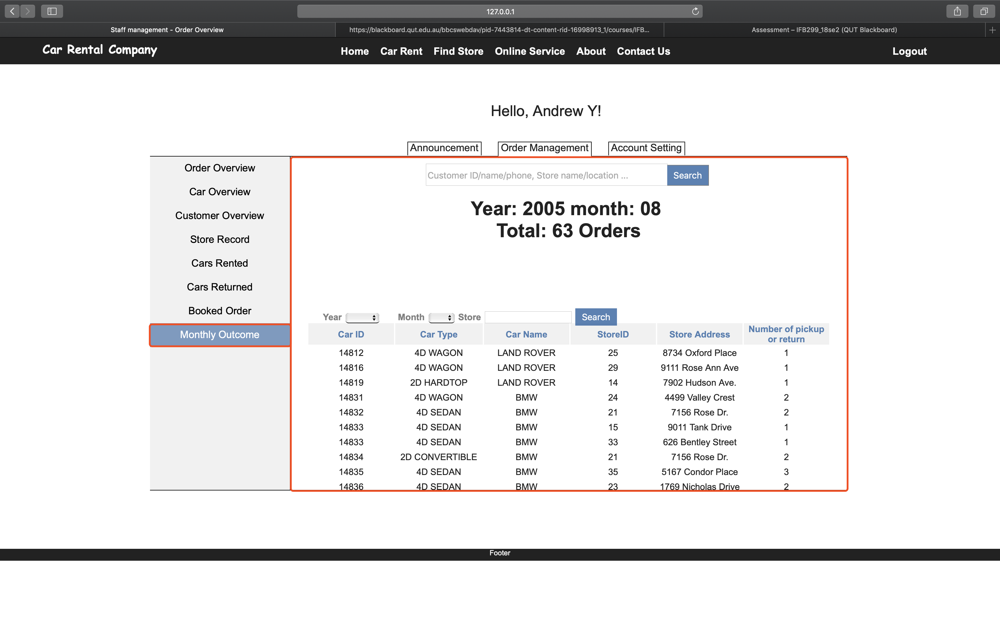 127.0.0.1
Staff management - Order Overview
https://blackboard.qut.edu.au/bbcswebdav/pid-7443814-dt-content-rid-16998913_1/courses/IFB...
Assessment – IFB299_18se2 (QUT Blackboard)
Car Rental Company
Home Car Rent Find Store Online Service About Contact Us
Logout
Hello, Andrew Y!
Announcement Order Management Account Setting
Order Overview
Car Overview
Customer Overview
Store Record
Cars Rented
Cars Returned
Booked Order
Monthly Outcome
Customer ID/name/phone, Store name/location ... Search
Year: 2005 month: 08
Total: 63 Orders
Year Month Store Search
Car ID Car Type Car Name StoreID Store Address Number of pickup or return
14812 4D WAGON LAND ROVER 25 8734 Oxford Place 1
14816 4D WAGON LAND ROVER 29 9111 Rose Ann Ave 1
14819 2D HARDTOP LAND ROVER 14 7902 Hudson Ave. 1
14831 4D WAGON BMW 24 4499 Valley Crest 2
14832 4D SEDAN BMW 21 7156 Rose Dr. 2
14833 4D SEDAN BMW 15 9011 Tank Drive 1
14833 4D SEDAN BMW 33 626 Bentley Street 1
14834 2D CONVERTIBLE BMW 21 7156 Rose Dr. 2
14835 4D SEDAN BMW 35 5167 Condor Place 3
14836 4D SEDAN BMW 23 1769 Nicholas Drive 2
Footer